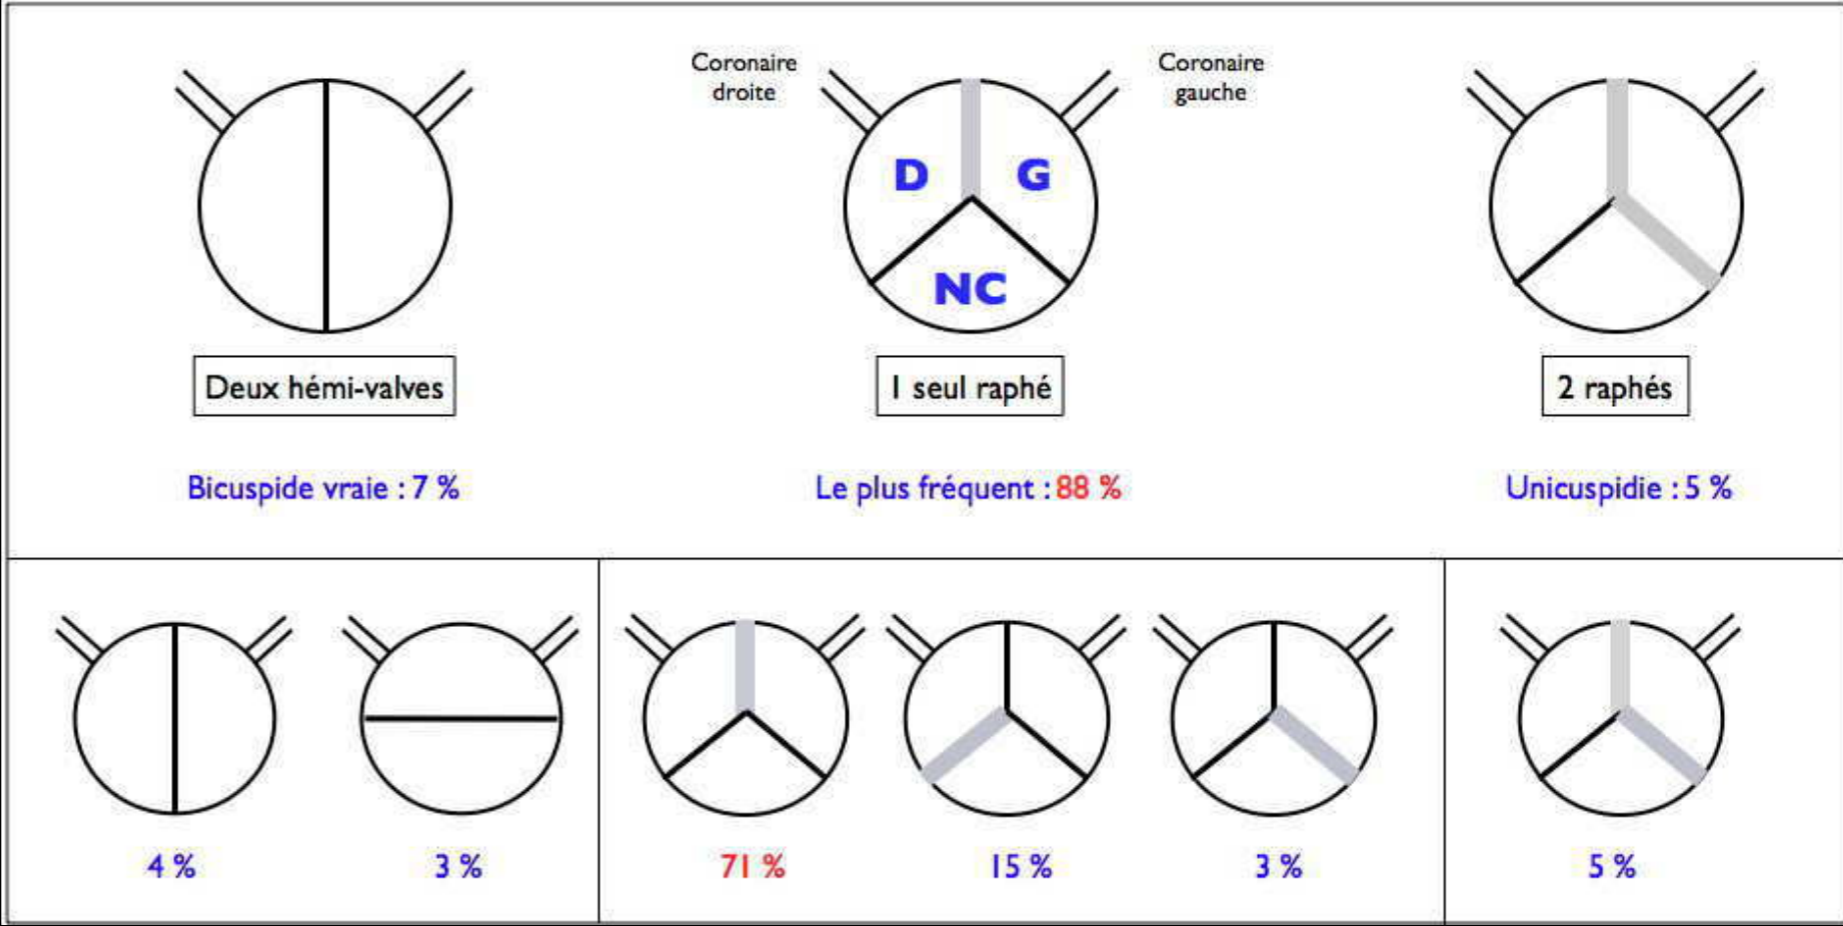 Coronaire
droite
Coronaire
gauche
D
G
NC
Deux hémi-valves
1 seul raphé
2 raphés
Bicuspide vraie : 7 %
Le plus fréquent : 88 %
Unicuspidie : 5 %
4 %
3 %
71 %
15 %
3 %
5 %